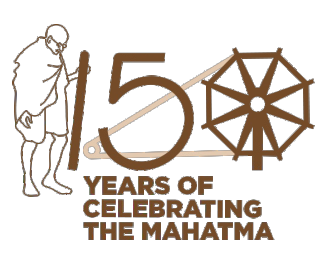 150
YEARS OF
CELEBRATING
THE MAHATMA